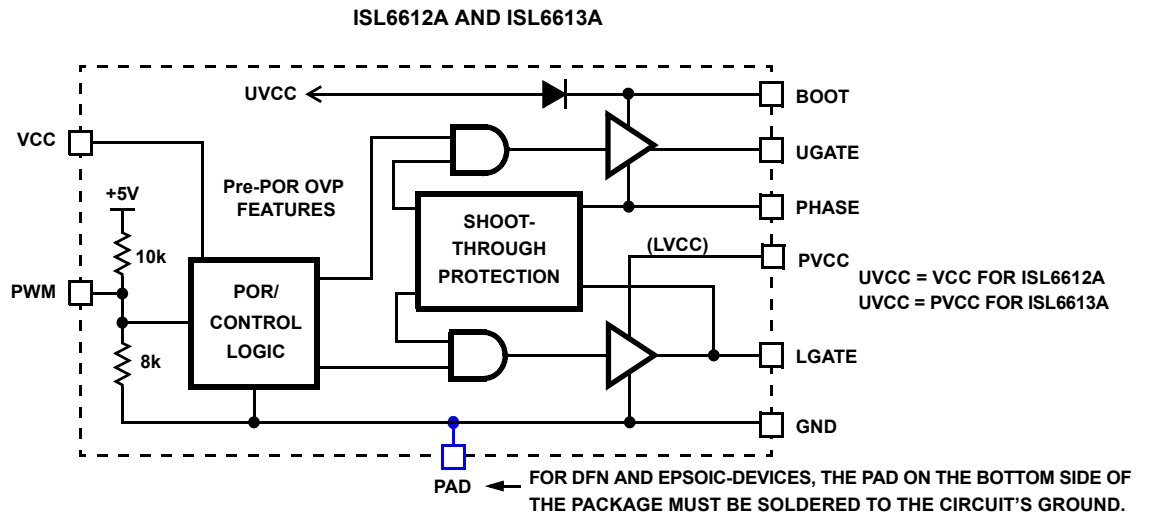 ISL6612A AND ISL6613A
UVCC
BOOT
VCC
UGATE
+5V
Pre-POR OVP
FEATURES
SHOOT-
THROUGH
PROTECTION
PHASE
10k
(LVCC)
PVCC
UVCC = VCC FOR ISL6612A
UVCC = PVCC FOR ISL6613A
PWM
POR/
CONTROL
LOGIC
8k
LGATE
GND
PAD
FOR DFN AND EPSOIC-DEVICES, THE PAD ON THE BOTTOM SIDE OF
THE PACKAGE MUST BE SOLDERED TO THE CIRCUIT'S GROUND.